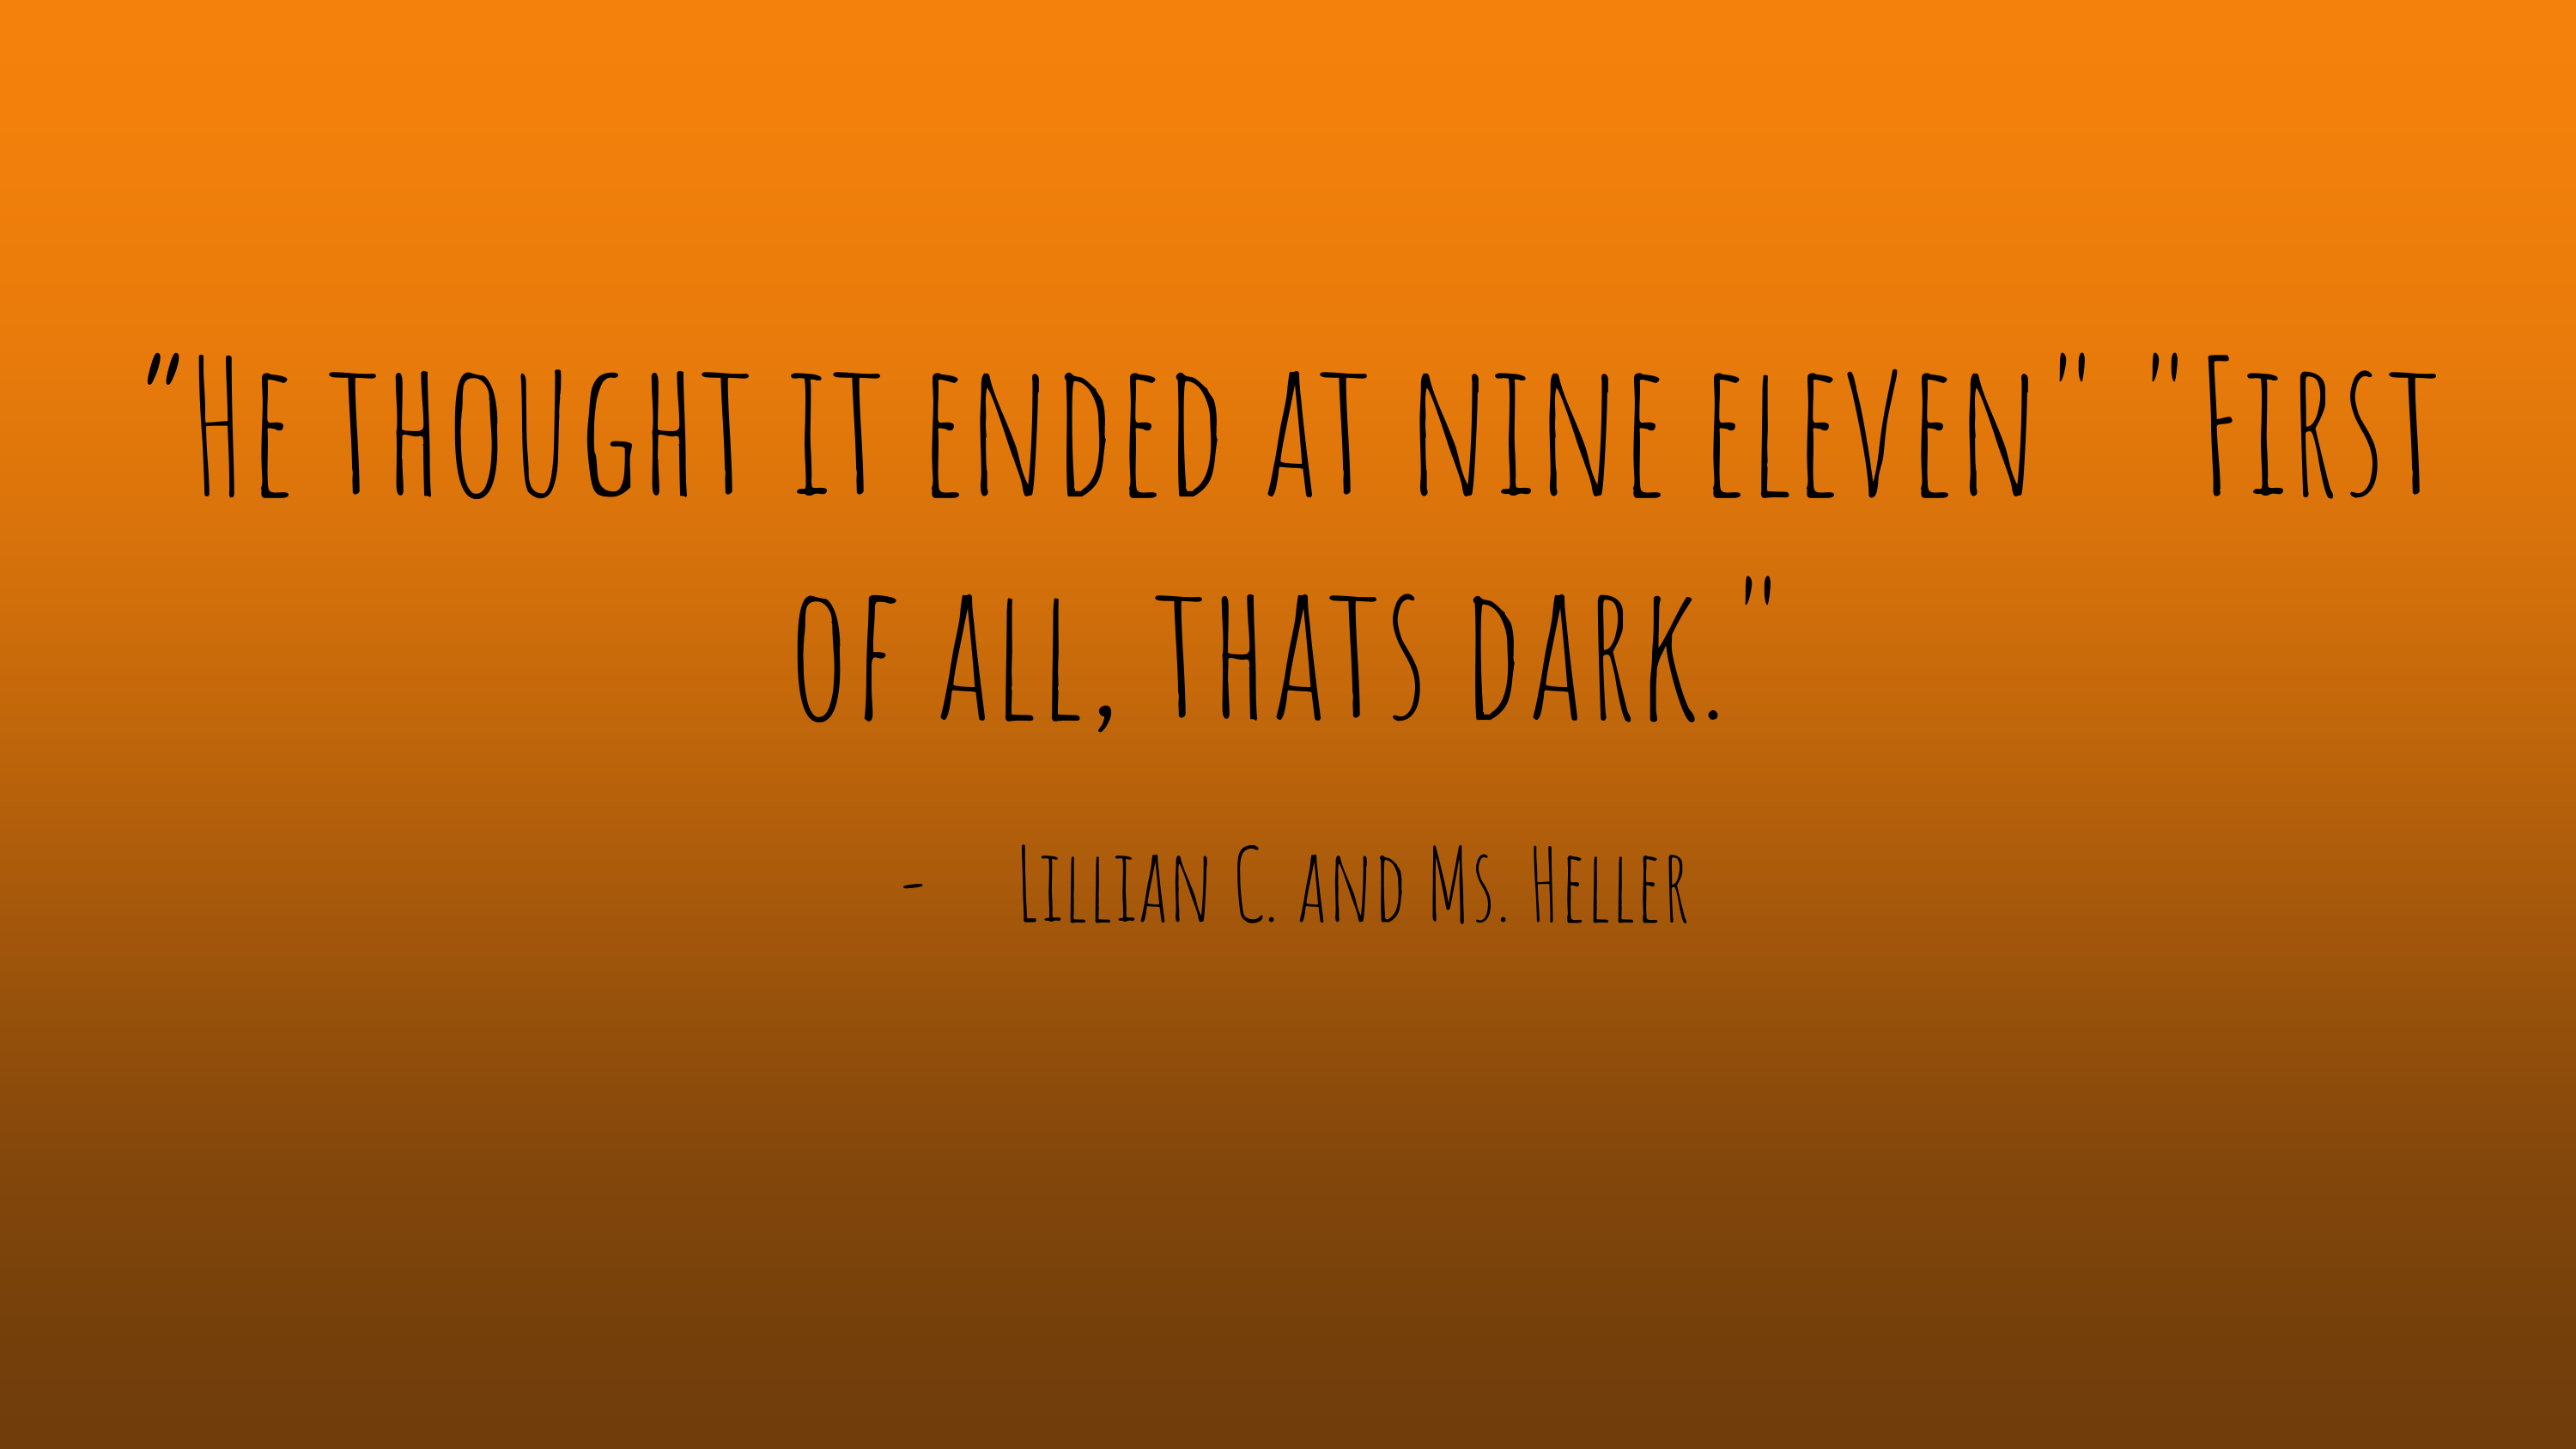 "He thought it ended at nine eleven" "First
of all, thats dark."
- Lillian C. and Ms. Heller